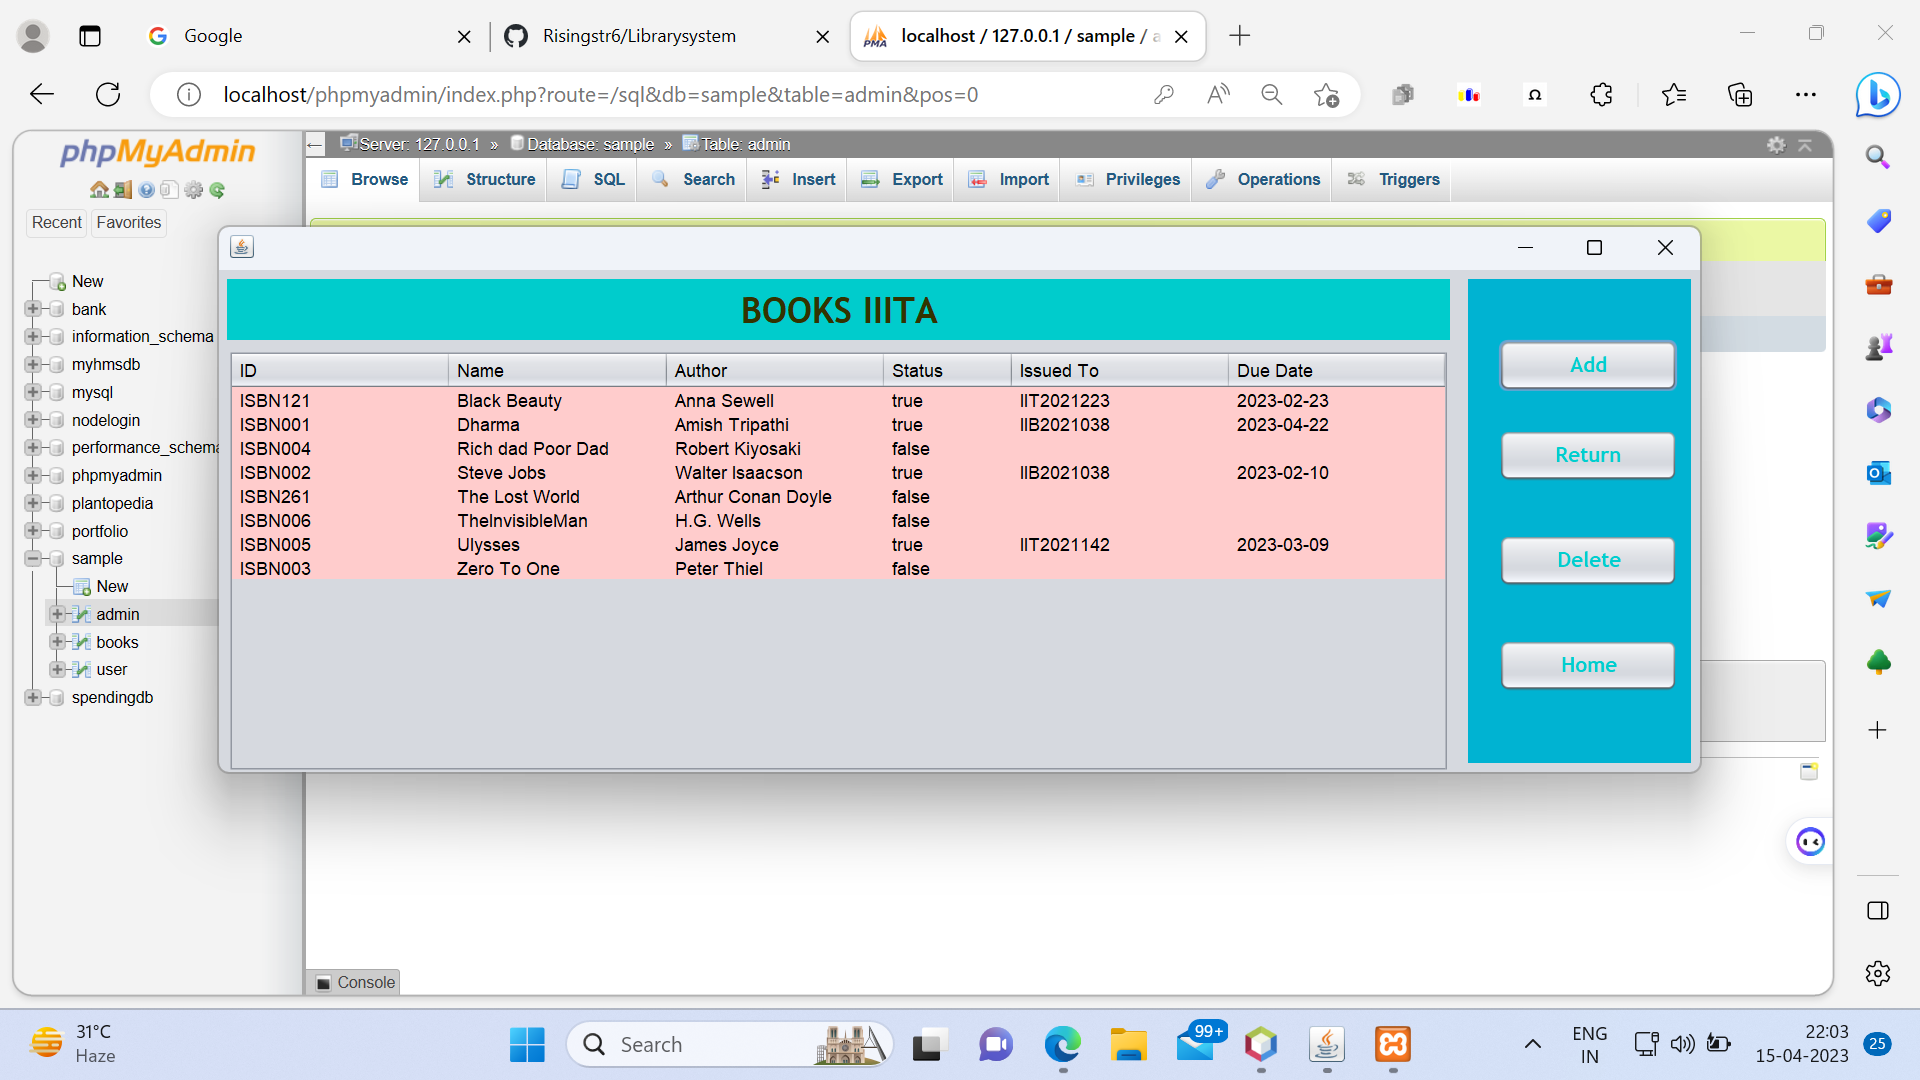 Google
Risingstr6/Librarysystem
localhost / 127.0.0.1 / sample / a
localhost/phpmyadmin/index.php?route=/sql&db=sample&table=admin&pos=0
phpMyAdmin
Server: 127.0.0.1 » Database: sample » Table: admin
Browse Structure SQL Search Insert Export Import Privileges Operations Triggers
Recent Favorites
New
bank
information_schema
myhmsdb
mysql
nodelogin
performance_schema
phpmyadmin
plantopedia
portfolio
sample
New
admin
books
user
spendingdb
BOOKS IIITA
ID Name Author Status Issued To Due Date
ISBN121 Black Beauty Anna Sewell true IIT2021223 2023-02-23
ISBN001 Dharma Amish Tripathi true IIB2021038 2023-04-22
ISBN004 Rich dad Poor Dad Robert Kiyosaki false
ISBN002 Steve Jobs Walter Isaacson true IIB2021038 2023-02-10
ISBN261 The Lost World Arthur Conan Doyle false
ISBN006 TheInvisibleMan H.G. Wells false
ISBN005 Ulysses James Joyce true IIT2021142 2023-03-09
ISBN003 Zero To One Peter Thiel false
Add
Return
Delete
Home
Console
31°C
Haze
Search
99+
ENG
IN
22:03
15-04-2023
25